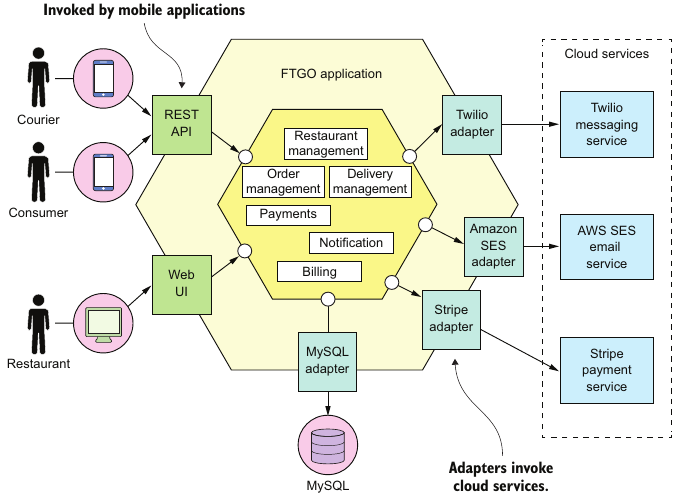 Invoked by mobile applications
Courier
Consumer
Restaurant
REST
API
Web
UI
FTGO application
Restaurant
management
Order
management
Delivery
management
Payments
Notification
Billing
Twilio
adapter
Amazon
SES
adapter
Stripe
adapter
MySQL
adapter
MySQL
Cloud services
Twilio
messaging
service
AWS SES
email
service
Stripe
payment
service
Adapters invoke
cloud services.